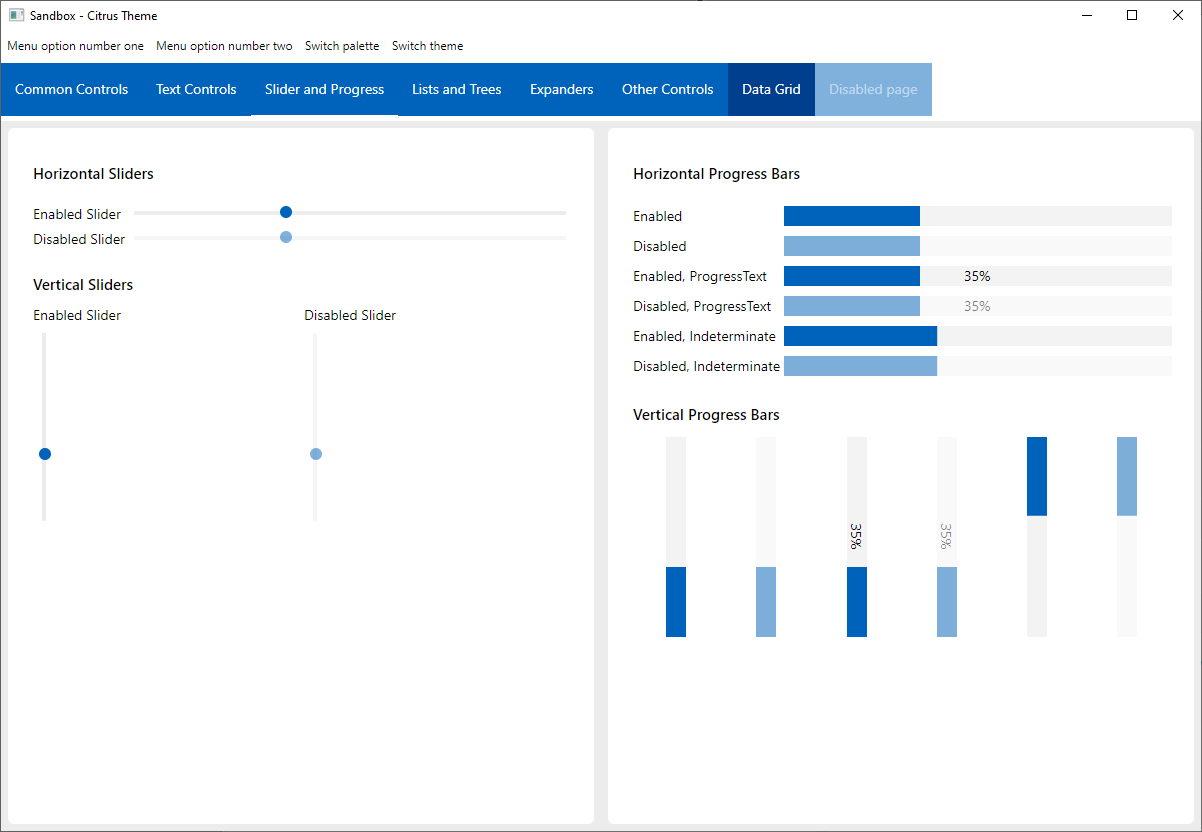 Sandbox - Citrus Theme
Menu option number one Menu option number two Switch palette Switch theme
Common Controls Text Controls Slider and Progress Lists and Trees Expanders Other Controls Data Grid Disabled page
Horizontal Sliders
Enabled Slider
Disabled Slider
Vertical Sliders
Enabled Slider Disabled Slider
Horizontal Progress Bars
Enabled
Disabled
Enabled, ProgressText 35%
Disabled, ProgressText 35%
Enabled, Indeterminate
Disabled, Indeterminate
Vertical Progress Bars
35% 35%